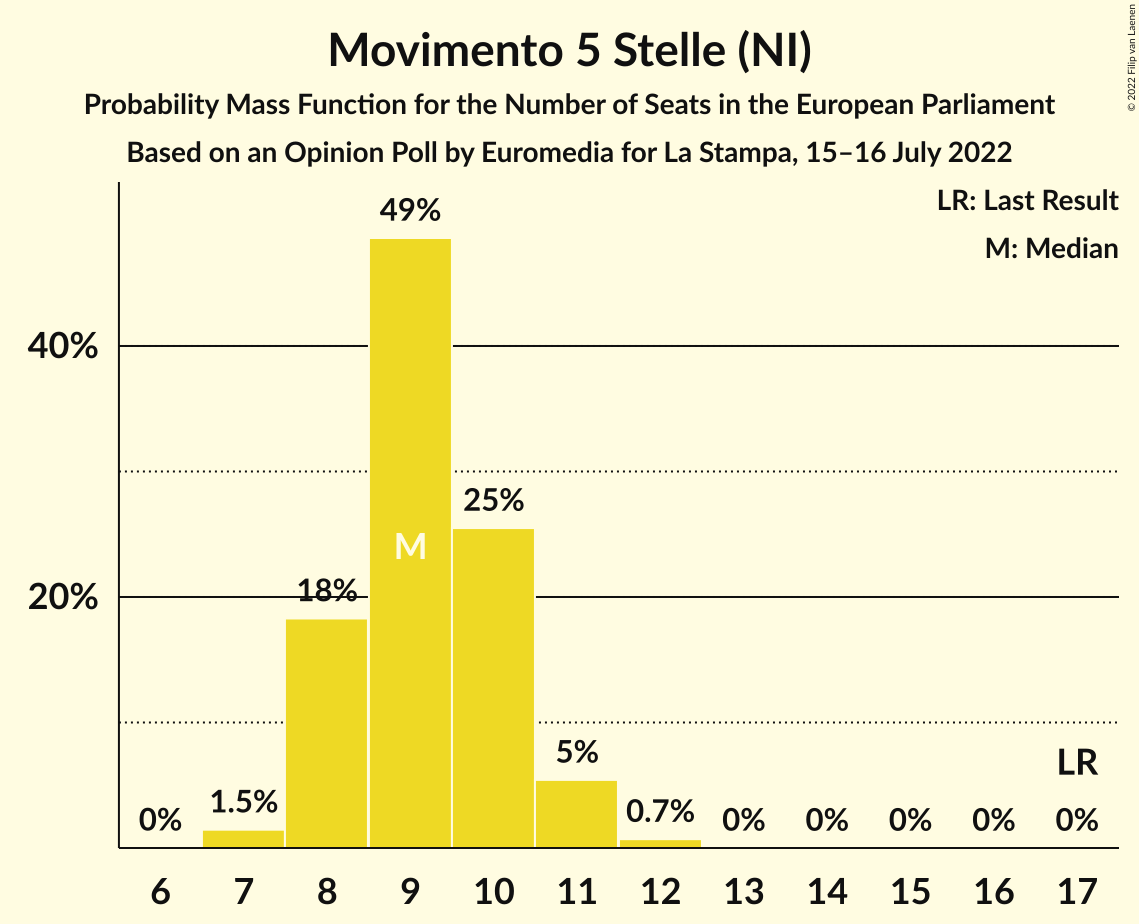 Movimento 5 Stelle (NI)
Probability Mass Function for the Number of Seats in the European Parliament
Based on an Opinion Poll by Euromedia for La Stampa, 15–16 July 2022
© 2022 Filip van Laenen
LR: Last Result
M: Median
49%
40%
25%
M
20%
18%
5%
LR
0% 1.5% 0.7% 0% 0% 0% 0% 0%
6 7 8 9 10 11 12 13 14 15 16 17